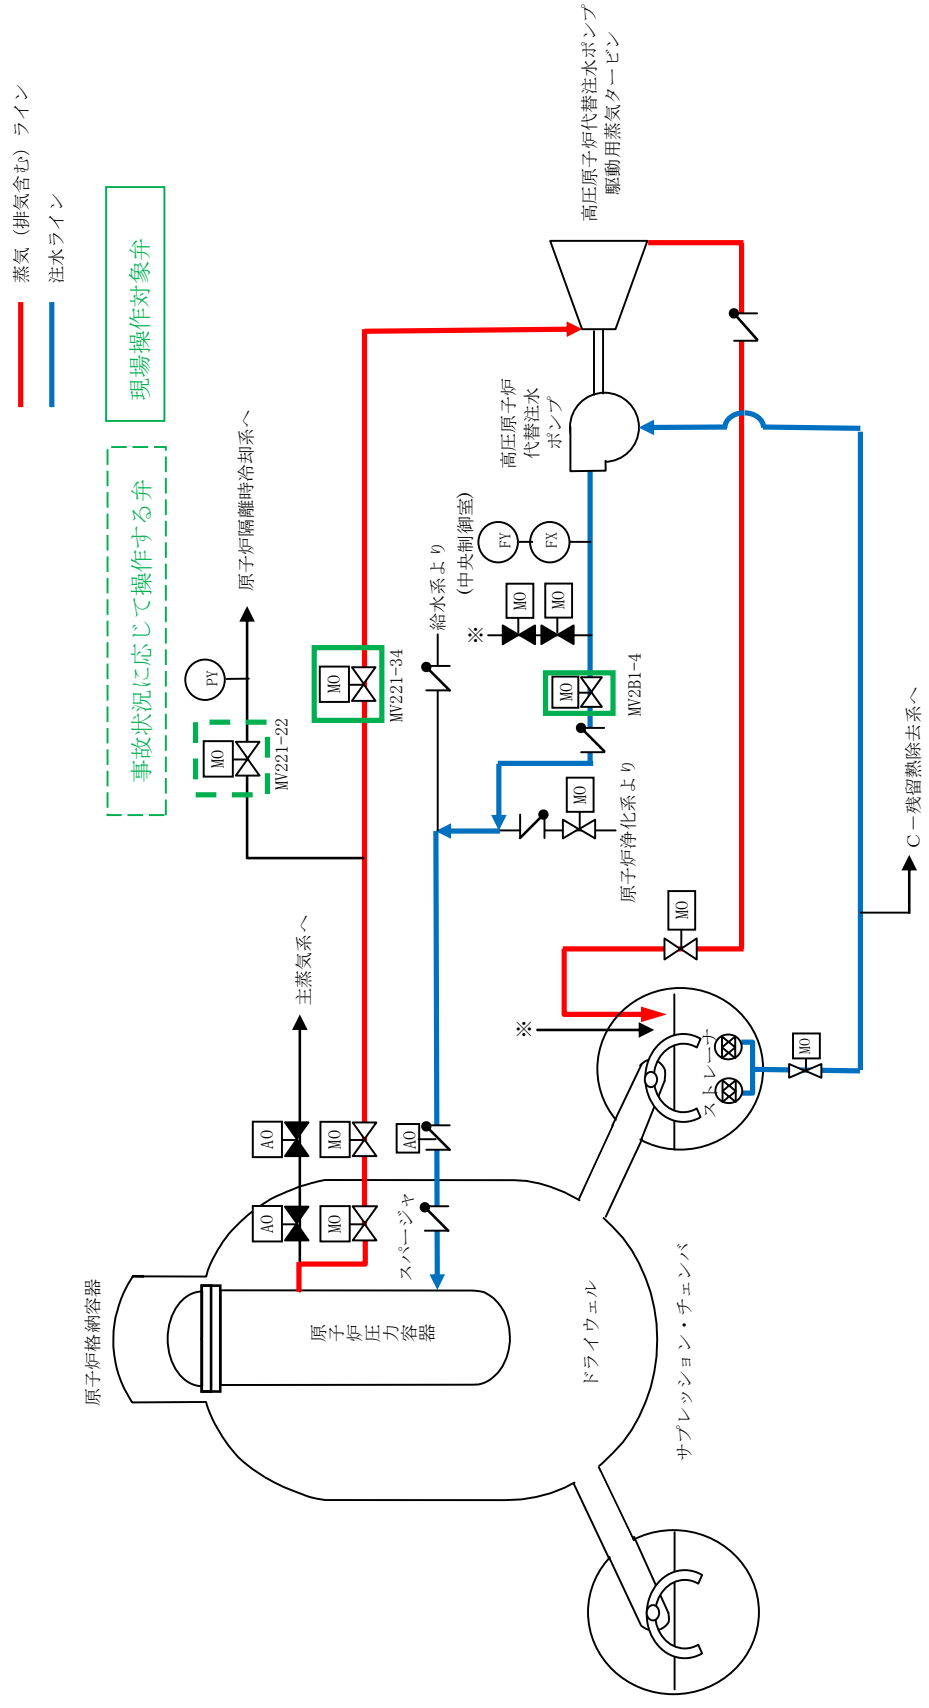 蒸気（排気含む）ライン
注水ライン
現場操作対象弁
事故状況に応じて操作する弁
原子炉格納容器
原子炉圧力容器
主蒸気系へ
AO
AO
MO
MO
原子炉隔離時冷却系へ
PY
MO
MV221-22
MO
MV221-34
スパージャ
AO
給水系より
(中央制御室)
FY
FX
※
MO
MO
MO
MV2B1-4
MO
原子炉浄化系より
高圧原子炉
代替注水
ポンプ
高圧原子炉代替注水ポンプ
駆動用蒸気タービン
ドライウェル
サプレッション・チェンバ
※
ストレーナ
MO
MO
C－残留熱除去系へ